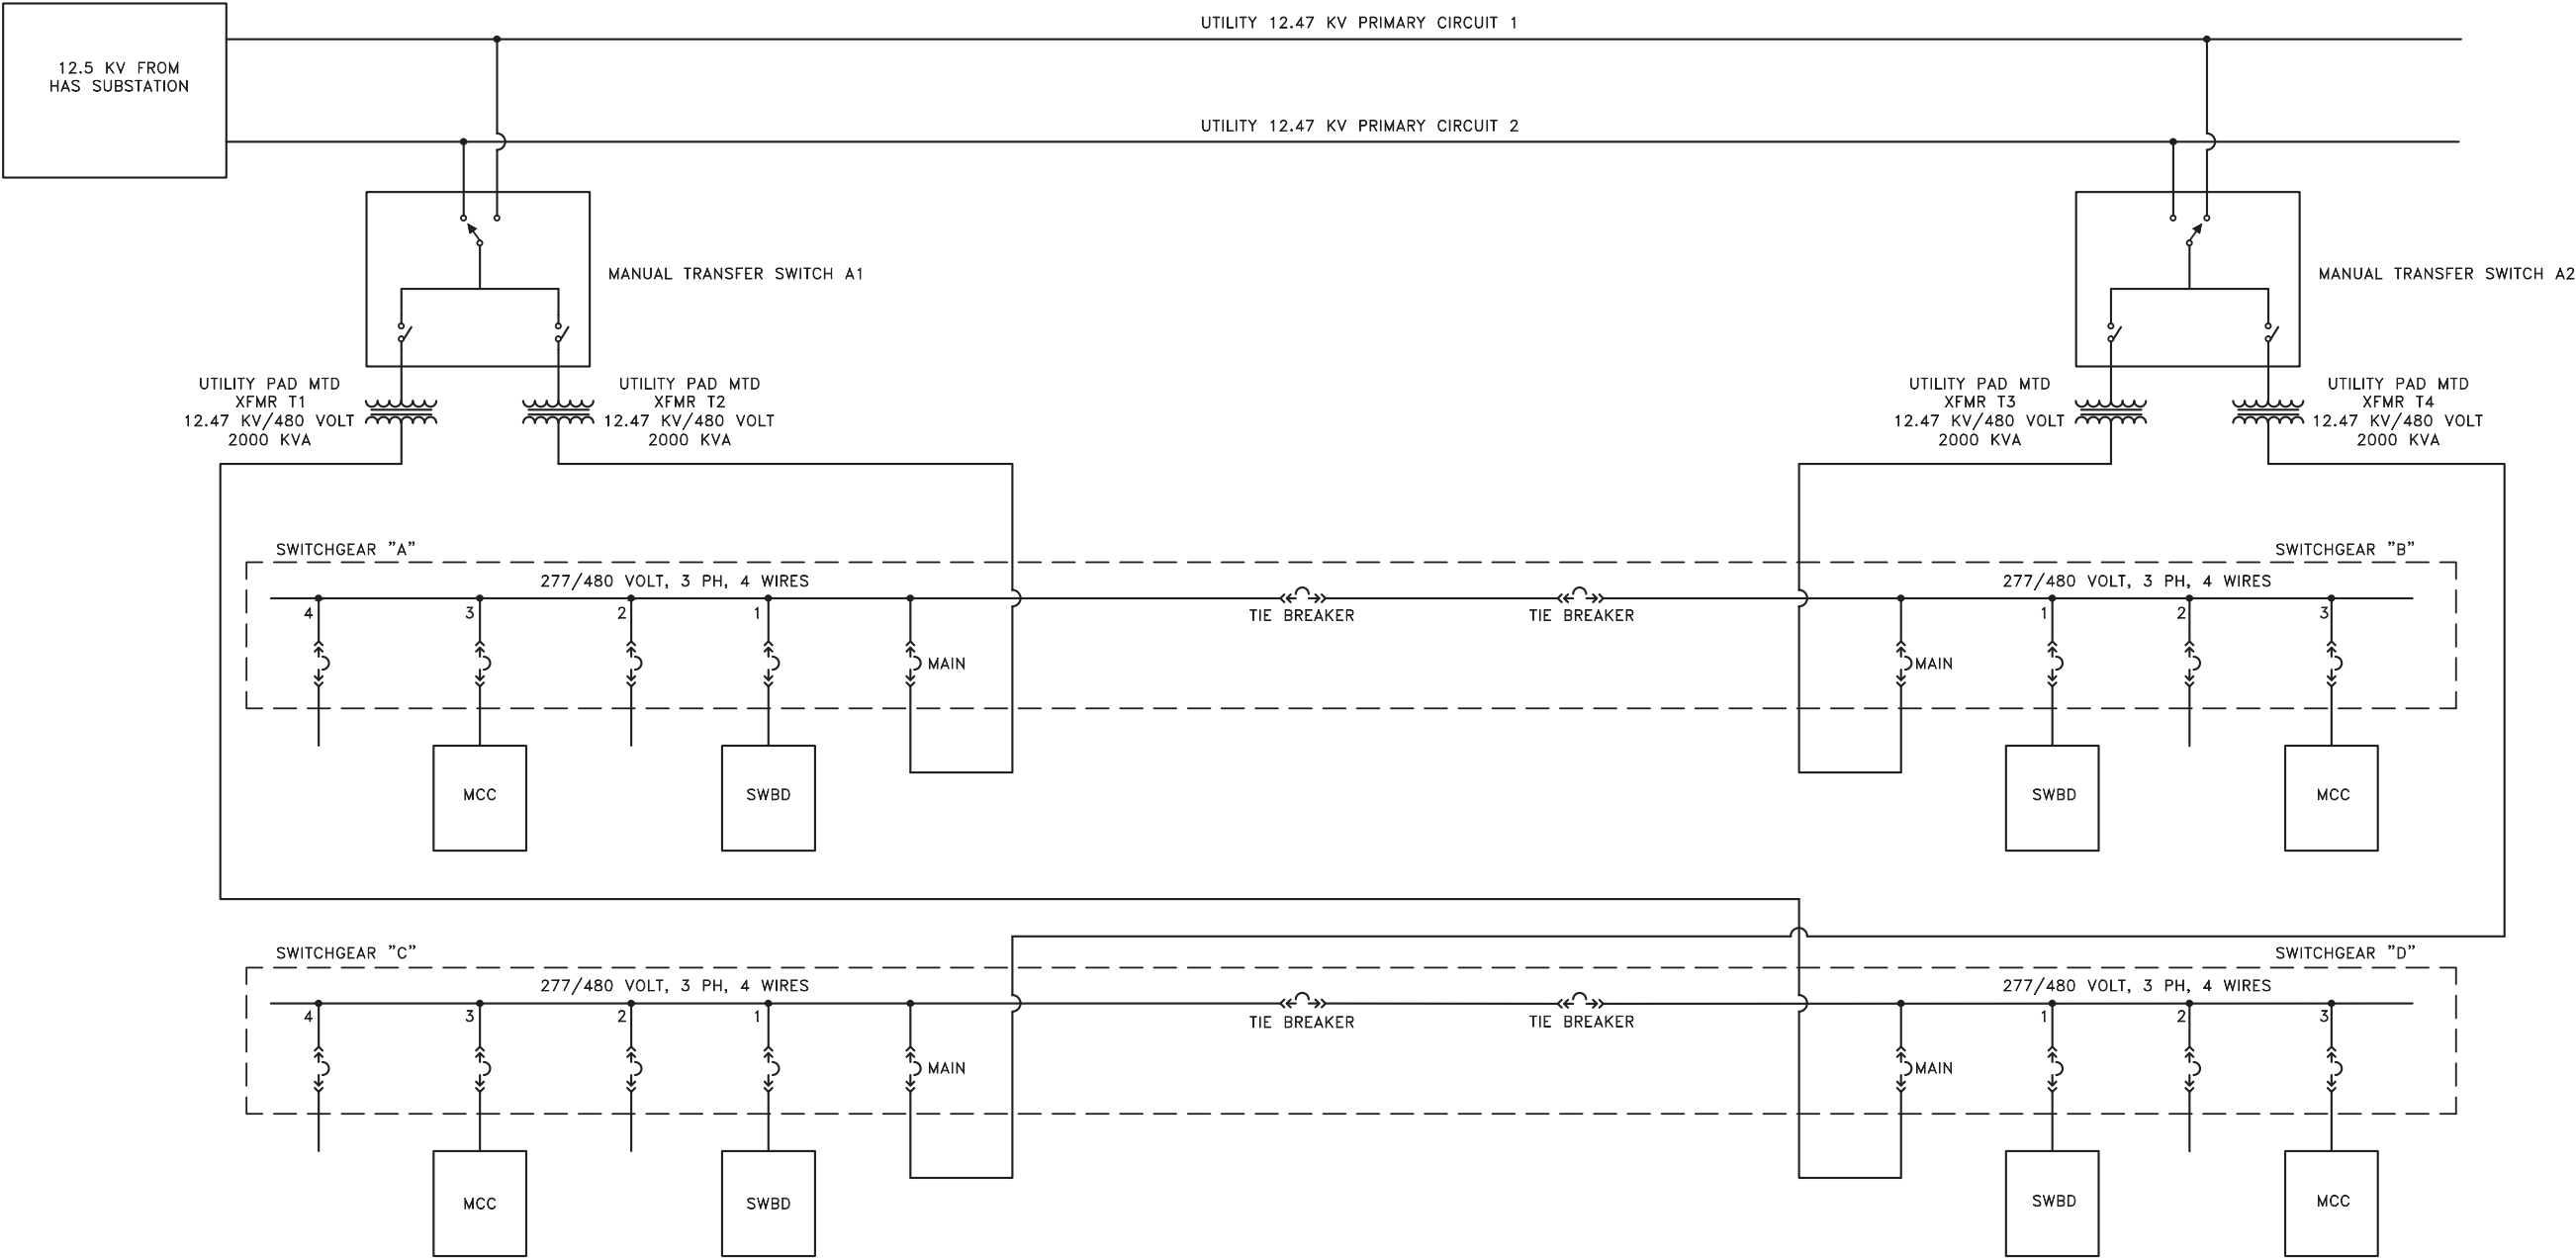 UTILITY 12.47 KV PRIMARY CIRCUIT 1
12.5 KV FROM
HAS SUBSTATION
UTILITY 12.47 KV PRIMARY CIRCUIT 2
MANUAL TRANSFER SWITCH A1
MANUAL TRANSFER SWITCH A2
UTILITY PAD MTD
XFMR T1
12.47 KV/480 VOLT
2000 KVA
UTILITY PAD MTD
XFMR T2
12.47 KV/480 VOLT
2000 KVA
UTILITY PAD MTD
XFMR T3
12.47 KV/480 VOLT
2000 KVA
UTILITY PAD MTD
XFMR T4
12.47 KV/480 VOLT
2000 KVA
SWITCHGEAR "A"
SWITCHGEAR "B"
277/480 VOLT, 3 PH, 4 WIRES
277/480 VOLT, 3 PH, 4 WIRES
4
3
2
1
TIE BREAKER
TIE BREAKER
1
2
3
MAIN
MAIN
MCC
SWBD
SWBD
MCC
SWITCHGEAR "C"
SWITCHGEAR "D"
277/480 VOLT, 3 PH, 4 WIRES
277/480 VOLT, 3 PH, 4 WIRES
4
3
2
1
TIE BREAKER
TIE BREAKER
1
2
3
MAIN
MAIN
MCC
SWBD
SWBD
MCC